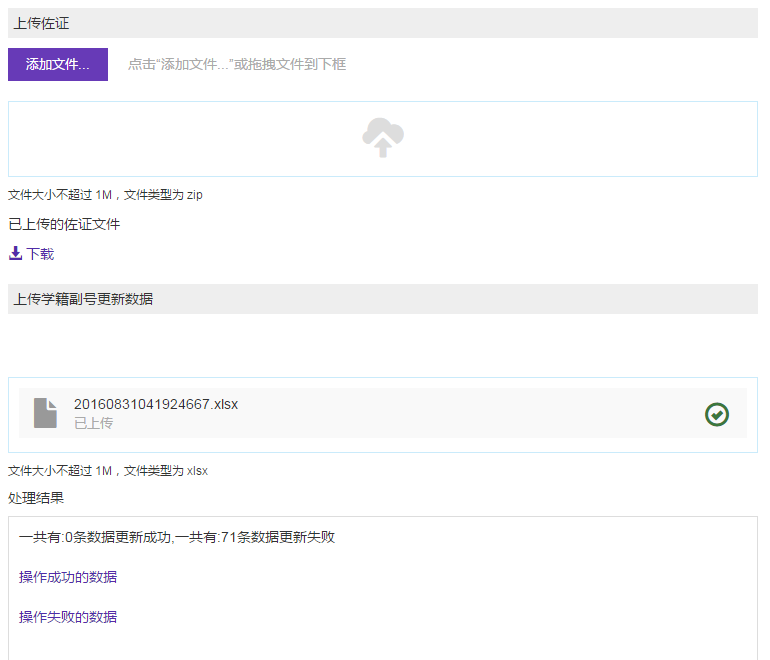 上传佐证
添加文件...
点击“添加文件...”或拖拽文件到下框
文件大小不超过 1M，文件类型为 zip
已上传的佐证文件
下载
上传学籍副号更新数据
20160831041924667.xlsx
已上传
文件大小不超过 1M，文件类型为 xlsx
处理结果
一共有:0条数据更新成功,一共有:71条数据更新失败
操作成功的数据
操作失败的数据